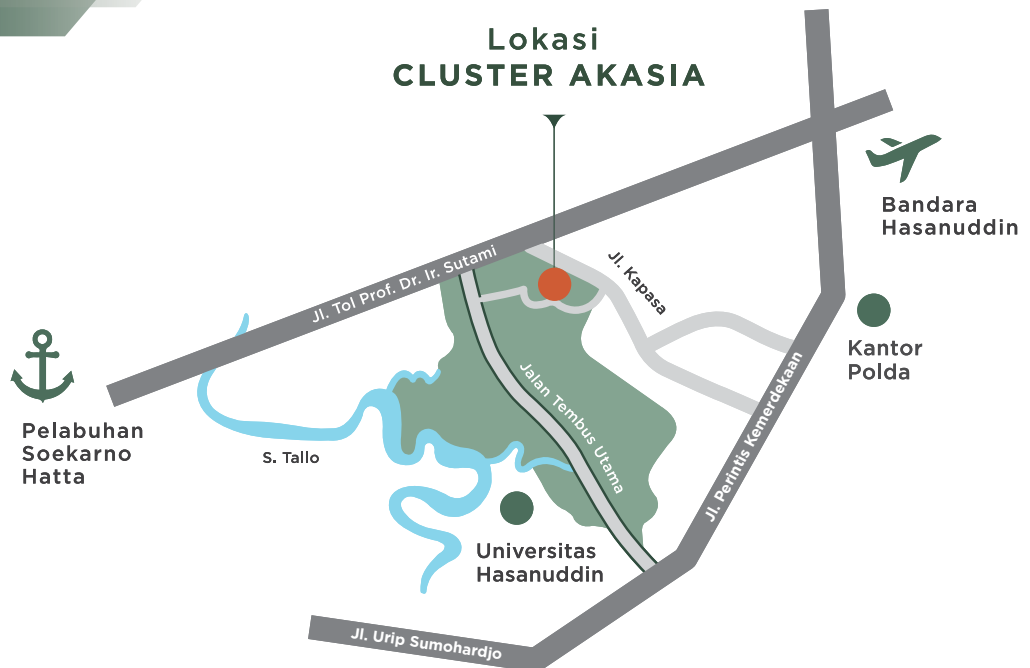 Lokasi
CLUSTER AKASIA
Bandara
Hasanuddin
Jl. Tol Prof. Dr. Ir. Sutami
Jl. Kapasa
Kantor
Polda
Pelabuhan
Soekarno
Hatta
S. Tallo
Jalan Tembus Utama
Jl. Perintis Kemerdekaan
Universitas
Hasanuddin
Jl. Urip Sumohardjo